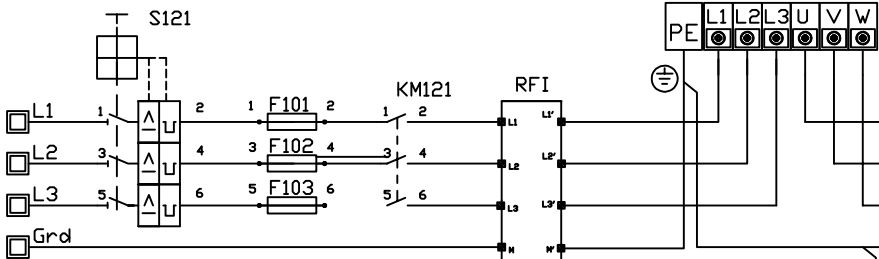 S121
PE L1 L2 L3 U V W
KM121
RFI
L1 1 2 1 F101 2 1 2 L1 L1'
L2 3 4 3 F102 4 3 4 L2 L2'
L3 5 6 5 F103 6 5 6 L3 L3'
Grd N N'